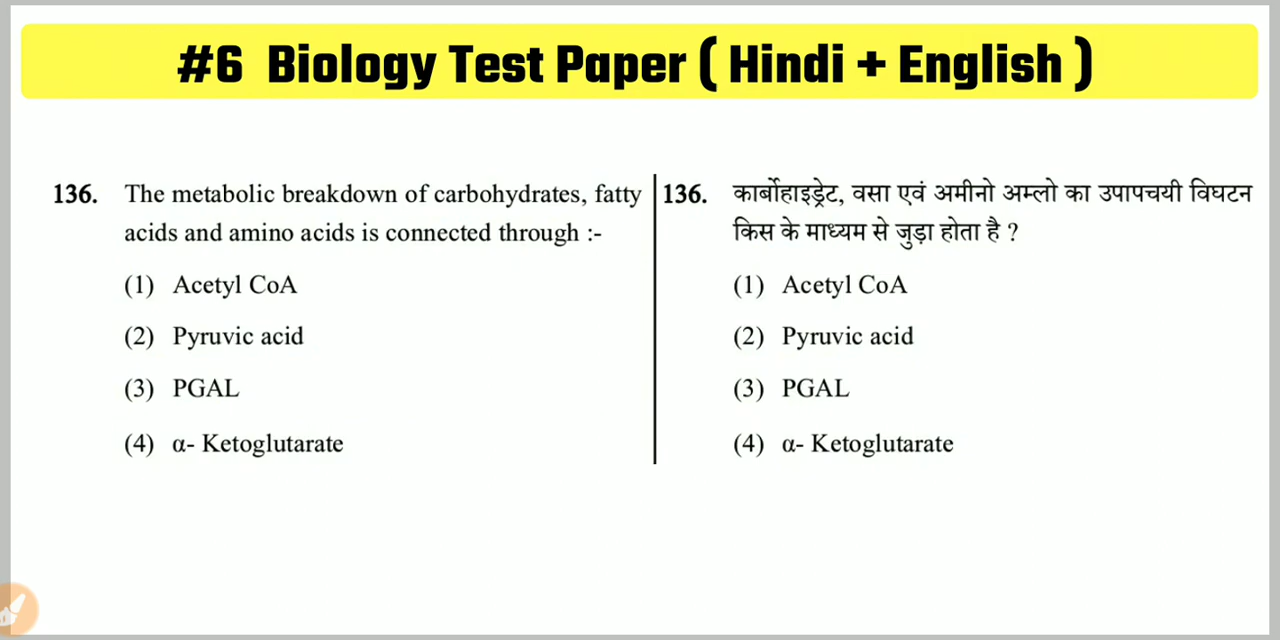 #6 Biology Test Paper ( Hindi + English )
136. The metabolic breakdown of carbohydrates, fatty
acids and amino acids is connected through :-
(1) Acetyl CoA
(2) Pyruvic acid
(3) PGAL
(4) α- Ketoglutarate
136. कार्बोहाइड्रेट, वसा एवं अमीनो अम्लो का उपापचयी विघटन
किस के माध्यम से जुड़ा होता है ?
(1) Acetyl CoA
(2) Pyruvic acid
(3) PGAL
(4) α- Ketoglutarate